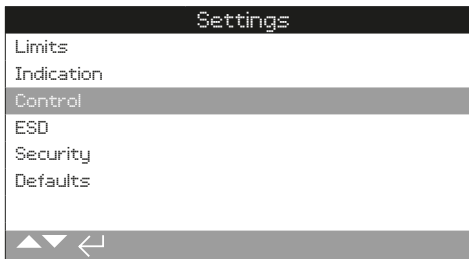 Settings
Limits
Indication
Control
ESD
Security
Defaults